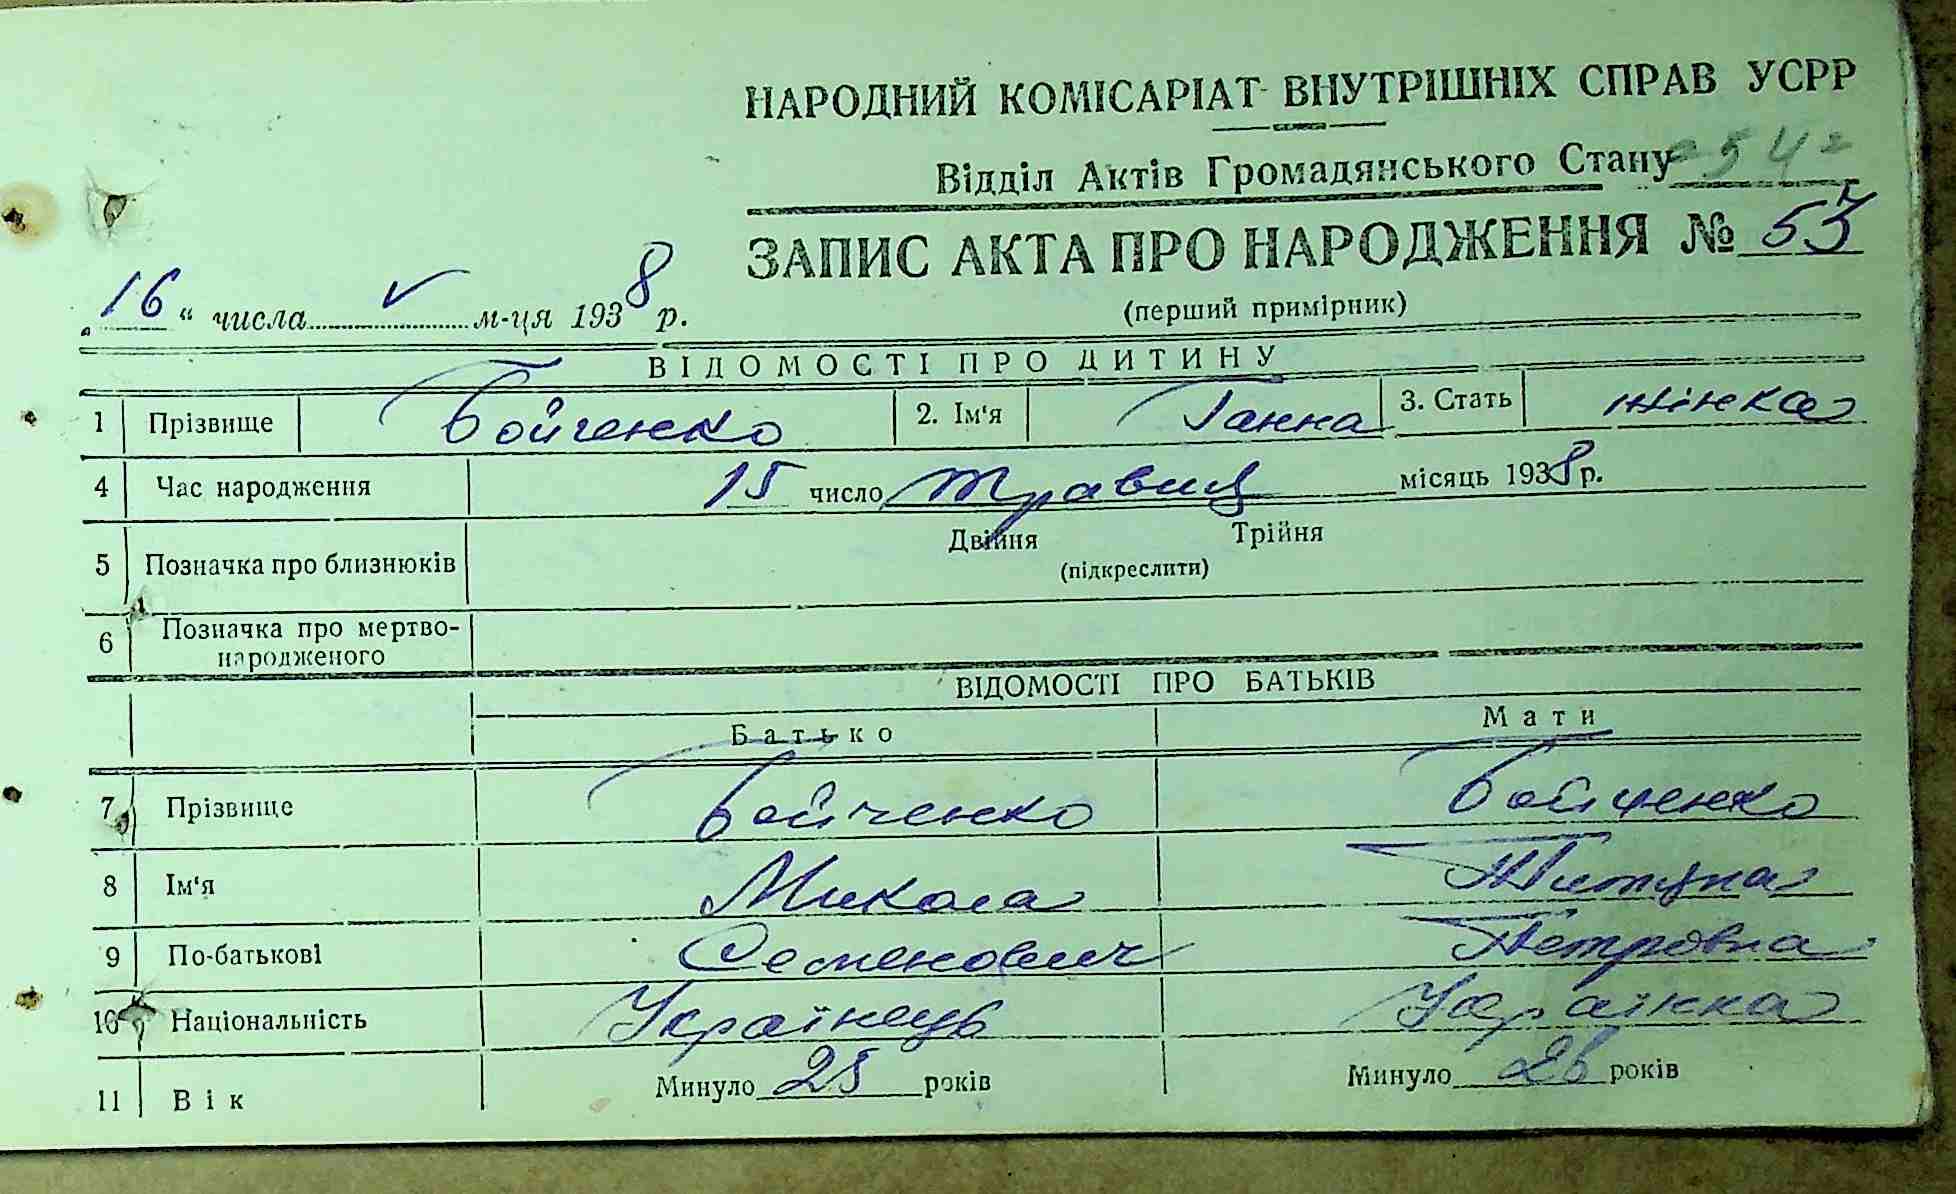 НАРОДНИЙ КОМІСАРІАТ ВНУТРІШНІХ СПРАВ УСРР
Відділ Актів Громадянського Стану
54
ЗАПИС АКТА ПРО НАРОДЖЕННЯ №
(перший примірник)
„16“ числа V м-ця 1938 р.
ВІДОМОСТІ ПРО ДИТИНУ
1 Прізвище Бойченко 2. Ім'я Ганна 3. Стать жінка
4 Час народження 15 число травня місяць 1938 р.
5 Позначка про близнюків Двійня Трійня
(підкреслити)
6 Позначка про мертво-
народженого
ВІДОМОСТІ ПРО БАТЬКІВ
Батько Мати
7 Прізвище Бойченко Бойченко
8 Ім'я Микола
9 По-батькові Семенович Петровна
10 Національність Українець Українка
11 Вік Минуло 25 років Минуло 26 років